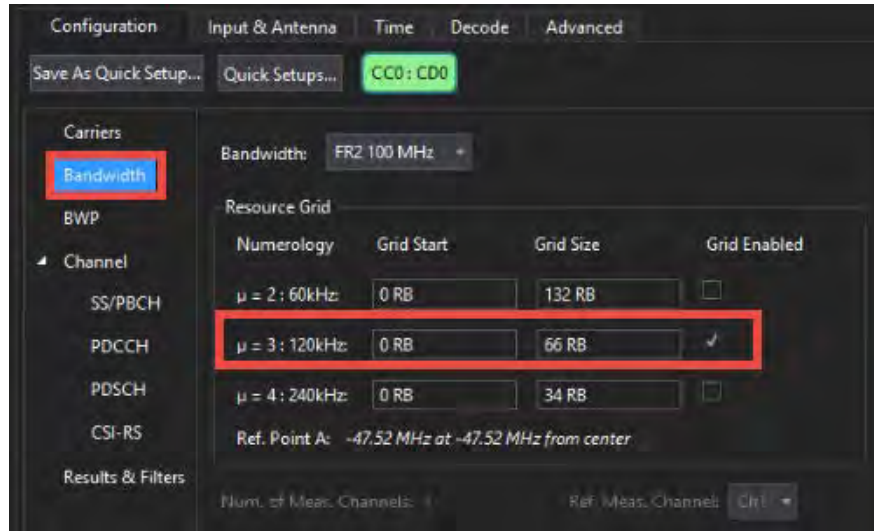 Configuration Input & Antenna Time Decode Advanced
Save As Quick Setup... Quick Setups... CC0 : CD0
Carriers
Bandwidth
BWP
Channel
SS/PBCH
PDCCH
PDSCH
CSI-RS
Results & Filters
Bandwidth: FR2 100 MHz
Resource Grid
Numerology Grid Start Grid Size Grid Enabled
μ = 2 : 60kHz: 0 RB 132 RB
μ = 3 : 120kHz: 0 RB 66 RB
μ = 4 : 240kHz: 0 RB 34 RB
Ref. Point A: -47.52 MHz at -47.52 MHz from center
Num. of Meas. Channels: Ref. Meas. Channel: Ch1